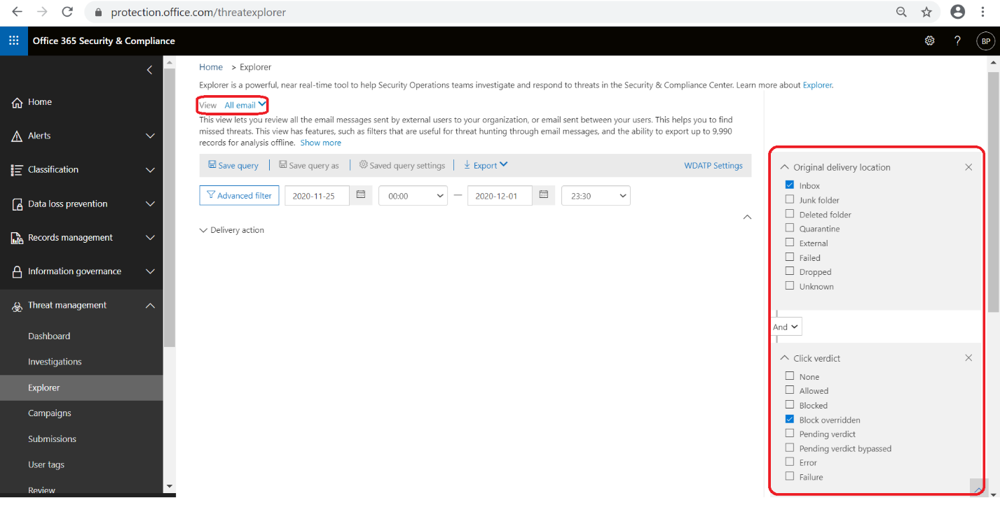 protection.office.com/threatexplorer
Office 365 Security & Compliance
?
BP
Home
Alerts
Classification
Data loss prevention
Records management
Information governance
Threat management
Dashboard
Investigations
Explorer
Campaigns
Submissions
User tags
Review
Home > Explorer
Explorer is a powerful, near real-time tool to help Security Operations teams investigate and respond to threats in the Security & Compliance Center. Learn more about Explorer.
View All email
This view lets you review all the email messages sent by external users to your organization, or email sent between your users. This helps you to find
missed threats. This view has features, such as filters that are useful for threat hunting through email messages, and the ability to export up to 9,990
records for analysis offline. Show more
Save query | Save query as | Saved query settings | Export WDATP Settings
Advanced filter 2020-11-25 00:00 — 2020-12-01 23:30
Delivery action
Original delivery location
Inbox
Junk folder
Deleted folder
Quarantine
External
Failed
Dropped
Unknown
And
Click verdict
None
Allowed
Blocked
Block overridden
Pending verdict
Pending verdict bypassed
Error
Failure